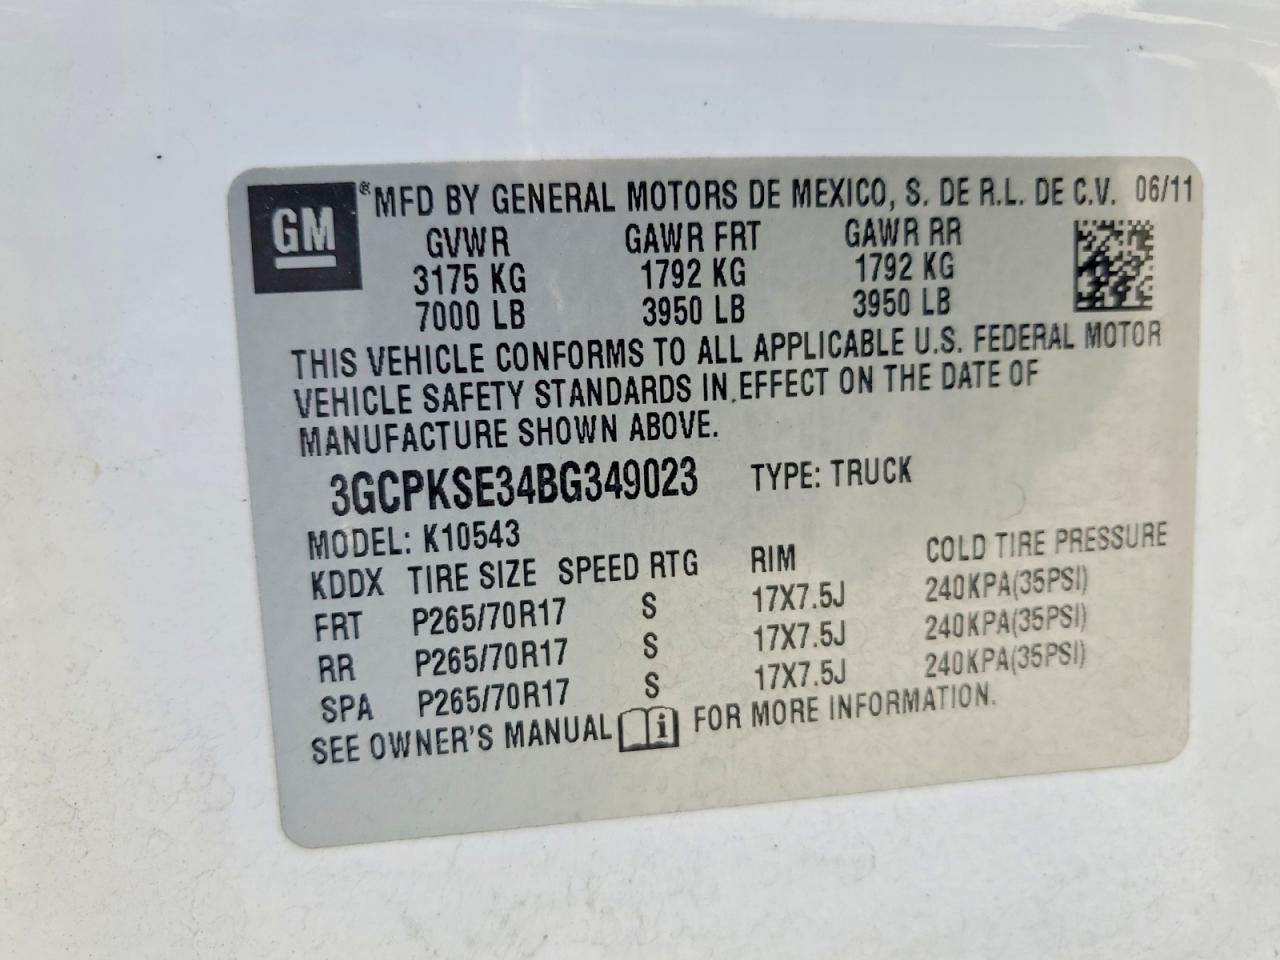 GM ® MFD BY GENERAL MOTORS DE MEXICO, S. DE R.L. DE C.V. 06/11
GVWR GAWR FRT GAWR RR
3175 KG 1792 KG 1792 KG
7000 LB 3950 LB 3950 LB
THIS VEHICLE CONFORMS TO ALL APPLICABLE U.S. FEDERAL MOTOR
VEHICLE SAFETY STANDARDS IN EFFECT ON THE DATE OF
MANUFACTURE SHOWN ABOVE.
3GCPKSE34BG349023 TYPE: TRUCK
MODEL: K10543
KDDX TIRE SIZE SPEED RTG RIM COLD TIRE PRESSURE
FRT P265/70R17 S 17X7.5J 240KPA(35PSI)
RR P265/70R17 S 17X7.5J 240KPA(35PSI)
SPA P265/70R17 S 17X7.5J 240KPA(35PSI)
SEE OWNER'S MANUAL i FOR MORE INFORMATION.